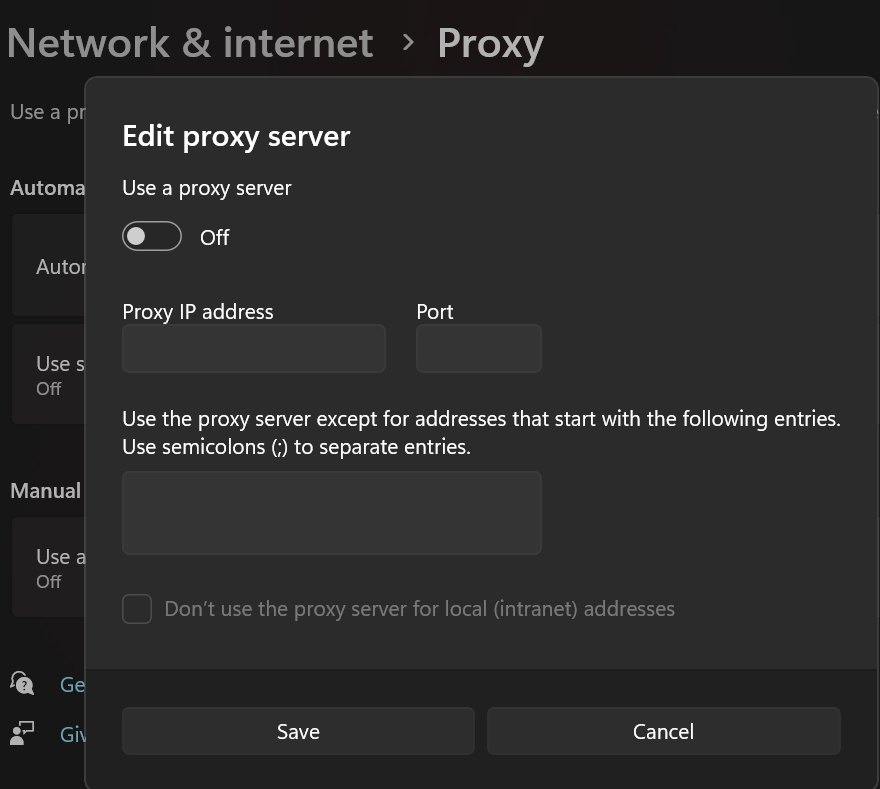 Network & internet › Proxy
Use a pr
Edit proxy server
Use a proxy server
Off
Automa
Autor
Proxy IP address Port
Use s
Off
Use the proxy server except for addresses that start with the following entries.
Use semicolons (;) to separate entries.
Manual
Use a
Off
Don't use the proxy server for local (intranet) addresses
Ge
Giv
Save Cancel